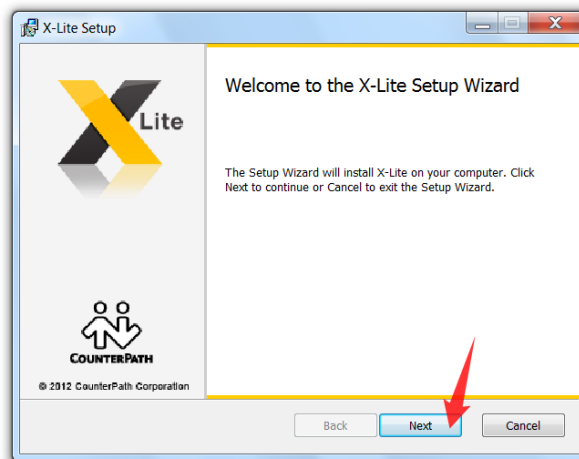 X-Lite Setup
Welcome to the X-Lite Setup Wizard
X Lite
The Setup Wizard will install X-Lite on your computer. Click
Next to continue or Cancel to exit the Setup Wizard.
COUNTERPATH
© 2012 CounterPath Corporation
Back
Next
Cancel